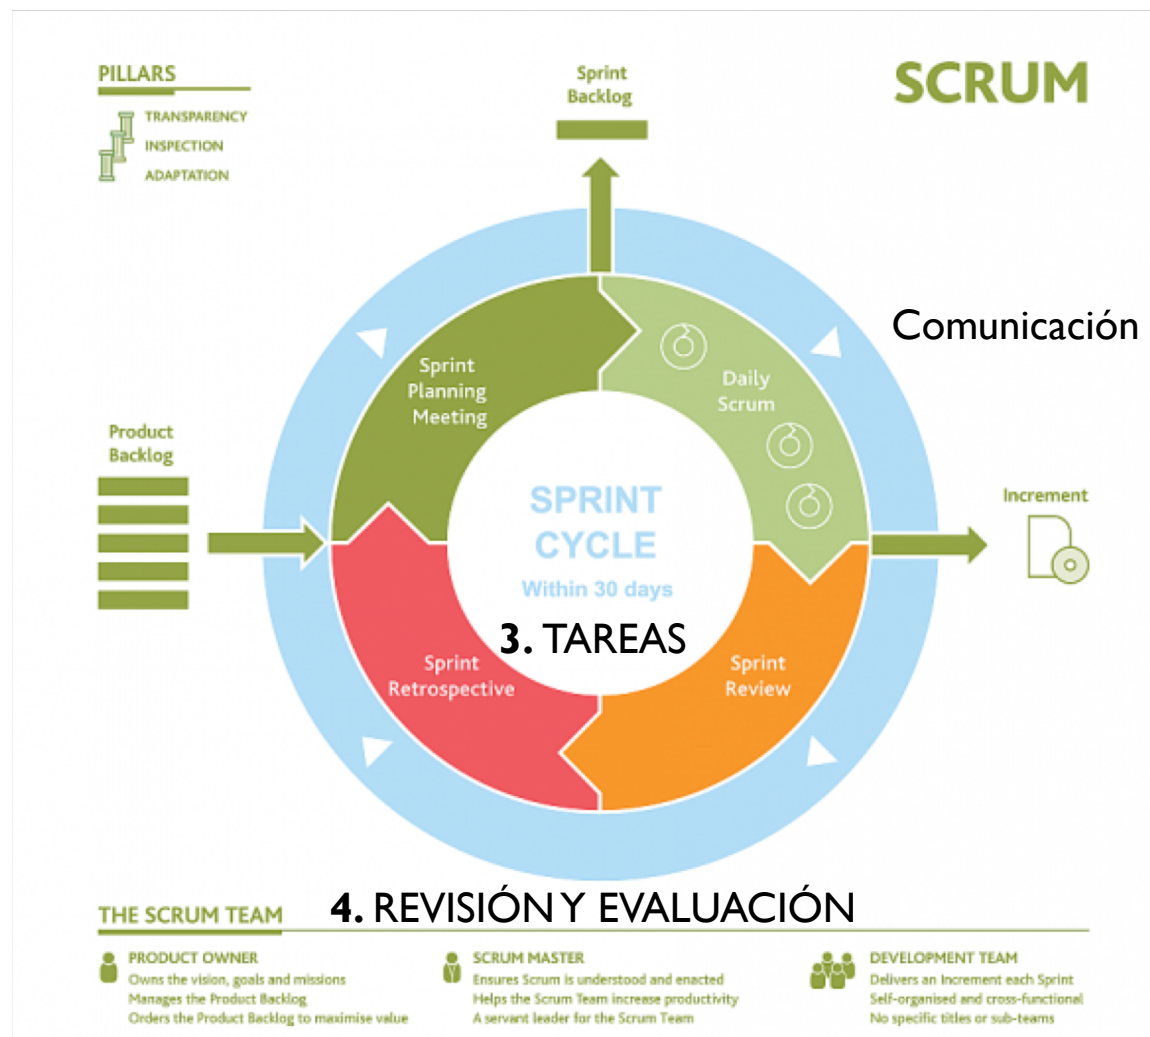 PILLARS
TRANSPARENCY
INSPECTION
ADAPTATION
Sprint
Backlog
SCRUM
Comunicación
Sprint
Planning
Meeting
Daily
Scrum
Product
Backlog
SPRINT
CYCLE
Within 30 days
Increment
3. TAREAS
Sprint
Retrospective
Sprint
Review
4. REVISIÓN Y EVALUACIÓN
THE SCRUM TEAM
PRODUCT OWNER
Owns the vision, goals and missions
Manages the Product Backlog
Orders the Product Backlog to maximise value
SCRUM MASTER
Ensures Scrum is understood and enacted
Helps the Scrum Team increase productivity
A servant leader for the Scrum Team
DEVELOPMENT TEAM
Delivers an Increment each Sprint
Self-organised and cross-functional
No specific titles or sub-teams